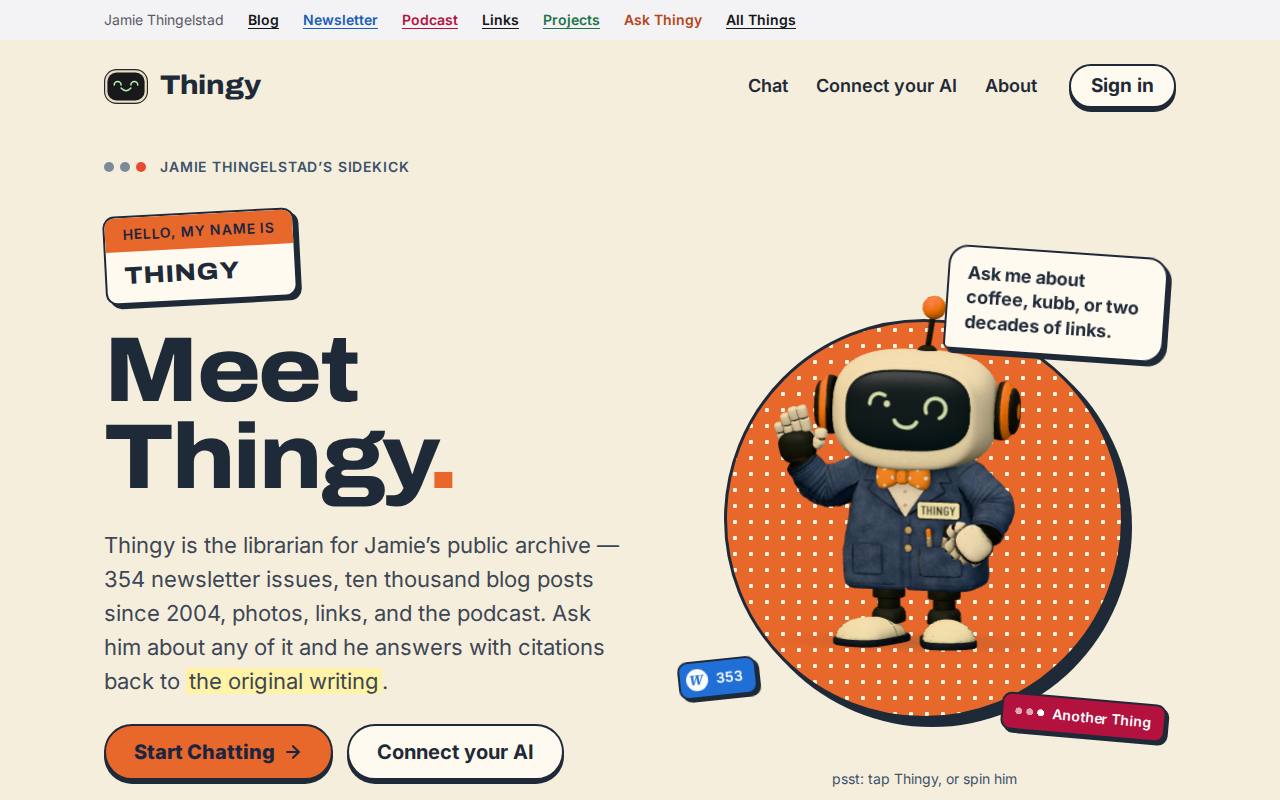 Jamie Thingelstad Blog Newsletter Podcast Links Projects Ask Thingy All Things
Thingy
Chat Connect your AI About Sign in
JAMIE THINGELSTAD’S SIDEKICK
HELLO, MY NAME IS
THINGY
Meet
Thingy.
Thingy is the librarian for Jamie’s public archive —
354 newsletter issues, ten thousand blog posts
since 2004, photos, links, and the podcast. Ask
him about any of it and he answers with citations
back to the original writing.
Start Chatting → Connect your AI
Ask me about
coffee, kubb, or two
decades of links.
THINGY
W 353
Another Thing
psst: tap Thingy, or spin him